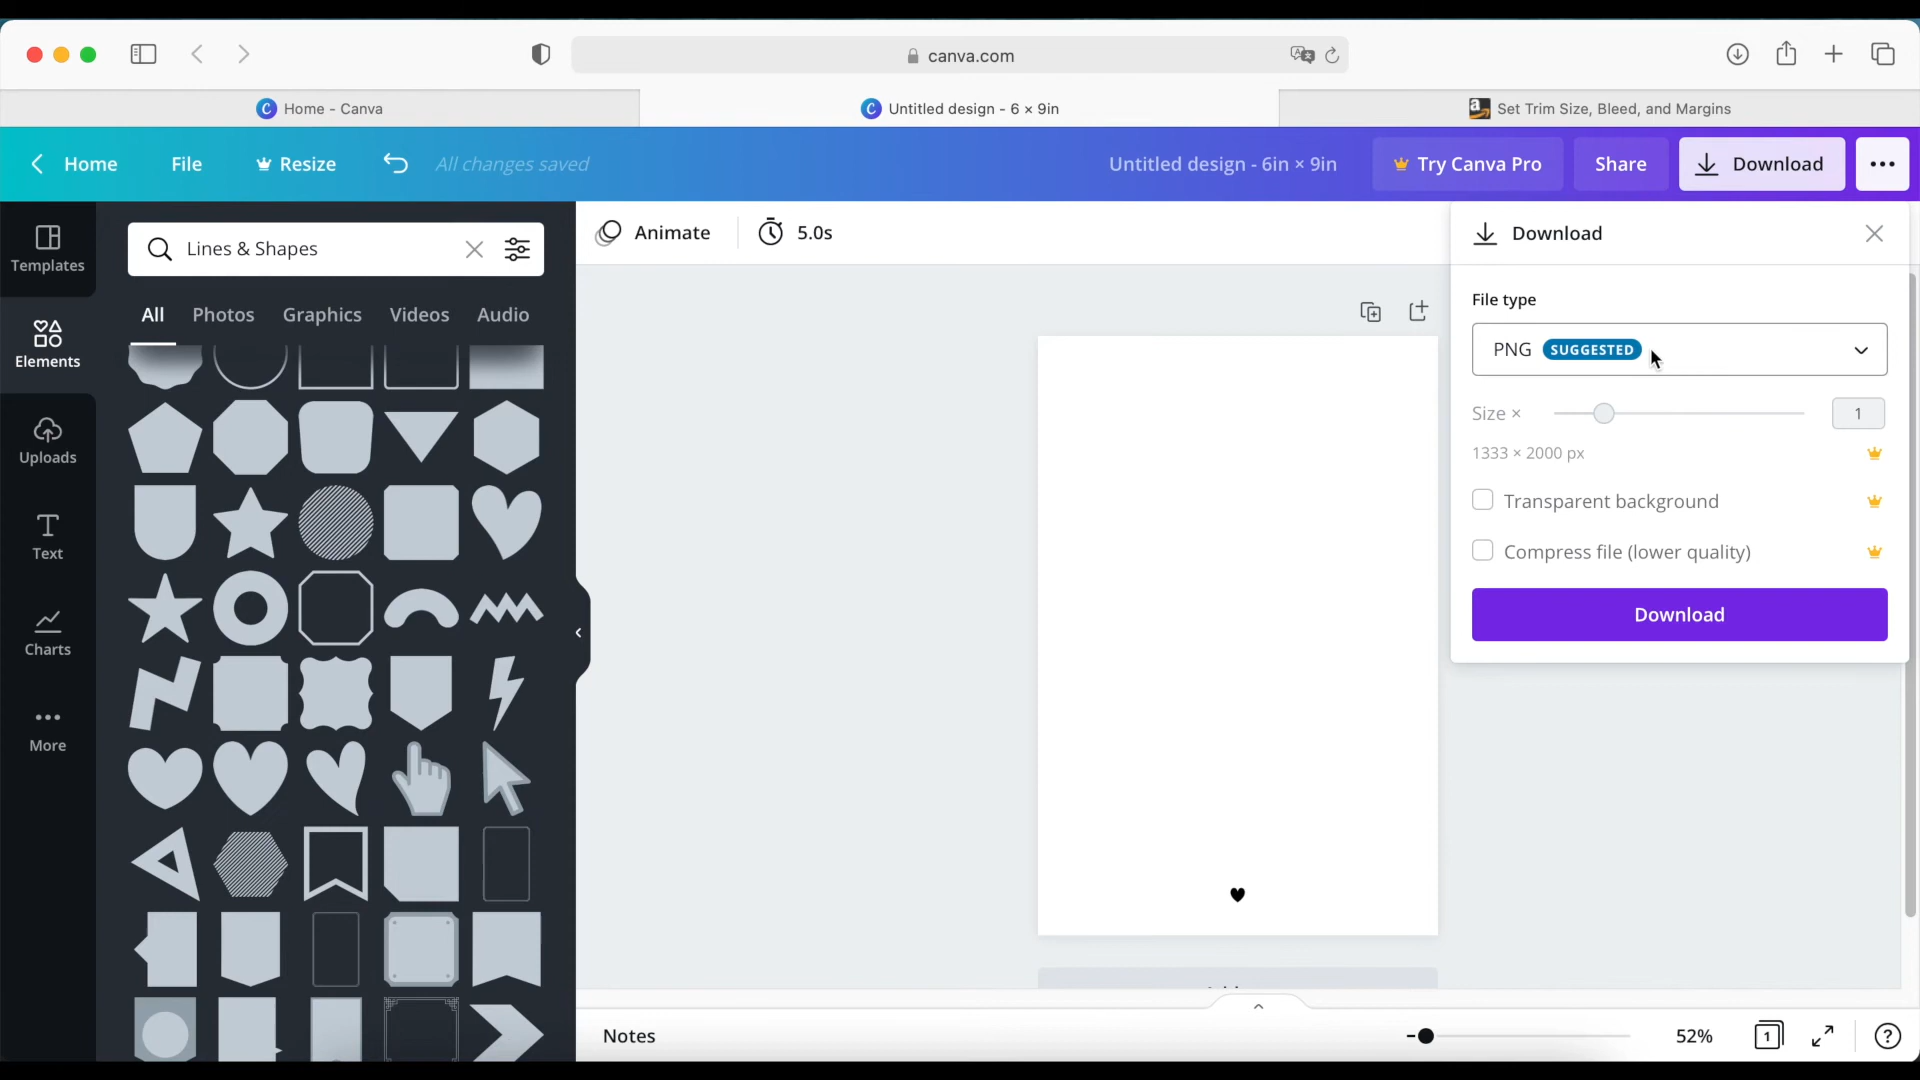 canva.com
Home - Canva
Untitled design - 6 × 9in
Set Trim Size, Bleed, and Margins
Home
File
Resize
All changes saved
Untitled design - 6in × 9in
Try Canva Pro
Share
Download
Templates
Elements
Uploads
Text
Charts
More
Lines & Shapes
All
Photos
Graphics
Videos
Audio
Animate
5.0s
Download
File type
PNG SUGGESTED
Size ×
1
1333 × 2000 px
Transparent background
Compress file (lower quality)
Download
Notes
52%
1
?